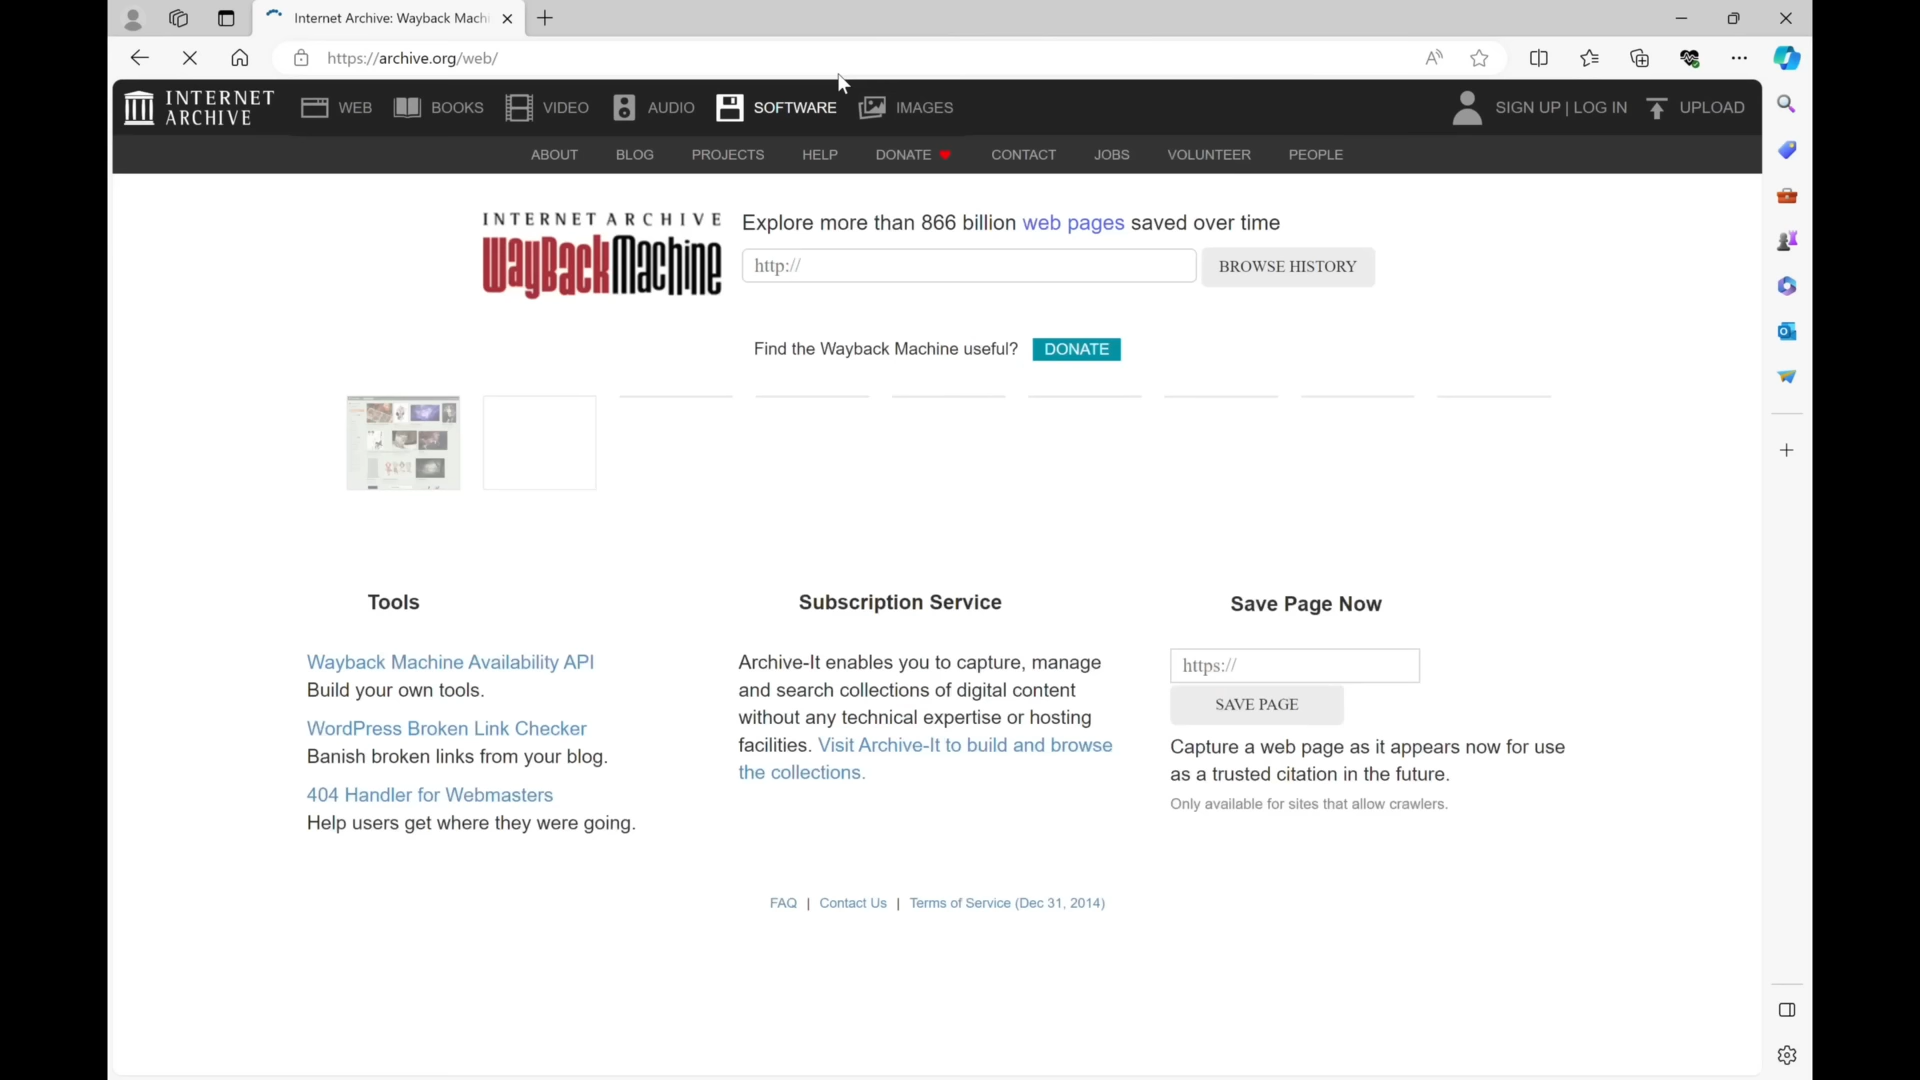 Internet Archive: Wayback Machi
https://archive.org/web/
INTERNET
ARCHIVE
WEB
BOOKS
VIDEO
AUDIO
SOFTWARE
IMAGES
SIGN UP | LOG IN
UPLOAD
ABOUT
BLOG
PROJECTS
HELP
DONATE
CONTACT
JOBS
VOLUNTEER
PEOPLE
INTERNET ARCHIVE
WayBackMachine
Explore more than 866 billion web pages saved over time
http://
BROWSE HISTORY
Find the Wayback Machine useful?
DONATE
Tools
Wayback Machine Availability API
Build your own tools.
WordPress Broken Link Checker
Banish broken links from your blog.
404 Handler for Webmasters
Help users get where they were going.
Subscription Service
Archive-It enables you to capture, manage
and search collections of digital content
without any technical expertise or hosting
facilities. Visit Archive-It to build and browse
the collections.
Save Page Now
https://
SAVE PAGE
Capture a web page as it appears now for use
as a trusted citation in the future.
Only available for sites that allow crawlers.
FAQ | Contact Us | Terms of Service (Dec 31, 2014)